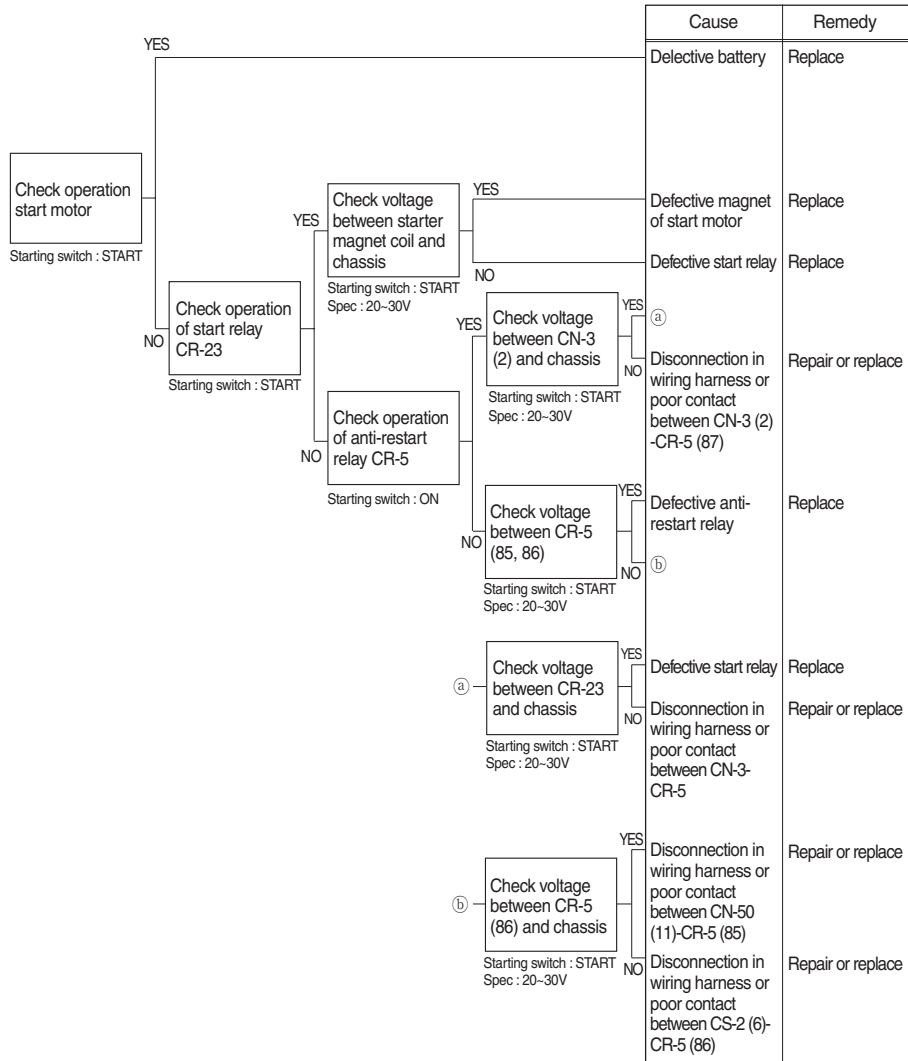 Cause Remedy
YES
Delective battery Replace
Check operation
start motor
Starting switch : START
YES
Check voltage
between starter
magnet coil and
chassis
Starting switch : START
Spec : 20~30V
YES
Defective magnet
of start motor
Replace
NO
Defective start relay Replace
NO
Check operation
of start relay
CR-23
Starting switch : START
YES
Check voltage
between CN-3
(2) and chassis
Starting switch : START
Spec : 20~30V
YES
ⓐ
NO
Disconnection in
wiring harness or
poor contact
between CN-3 (2)
-CR-5 (87)
Repair or replace
NO
Check operation
of anti-restart
relay CR-5
Starting switch : ON
NO
Check voltage
between CR-5
(85, 86)
Starting switch : START
Spec : 20~30V
YES
Defective anti-
restart relay
Replace
NO
ⓑ
ⓐ
Check voltage
between CR-23
and chassis
Starting switch : START
Spec : 20~30V
YES
Defective start relay Replace
NO
Disconnection in
wiring harness or
poor contact
between CN-3-
CR-5
Repair or replace
ⓑ
Check voltage
between CR-5
(86) and chassis
Starting switch : START
Spec : 20~30V
YES
Disconnection in
wiring harness or
poor contact
between CN-50
(11)-CR-5 (85)
Repair or replace
NO
Disconnection in
wiring harness or
poor contact
between CS-2 (6)-
CR-5 (86)
Repair or replace